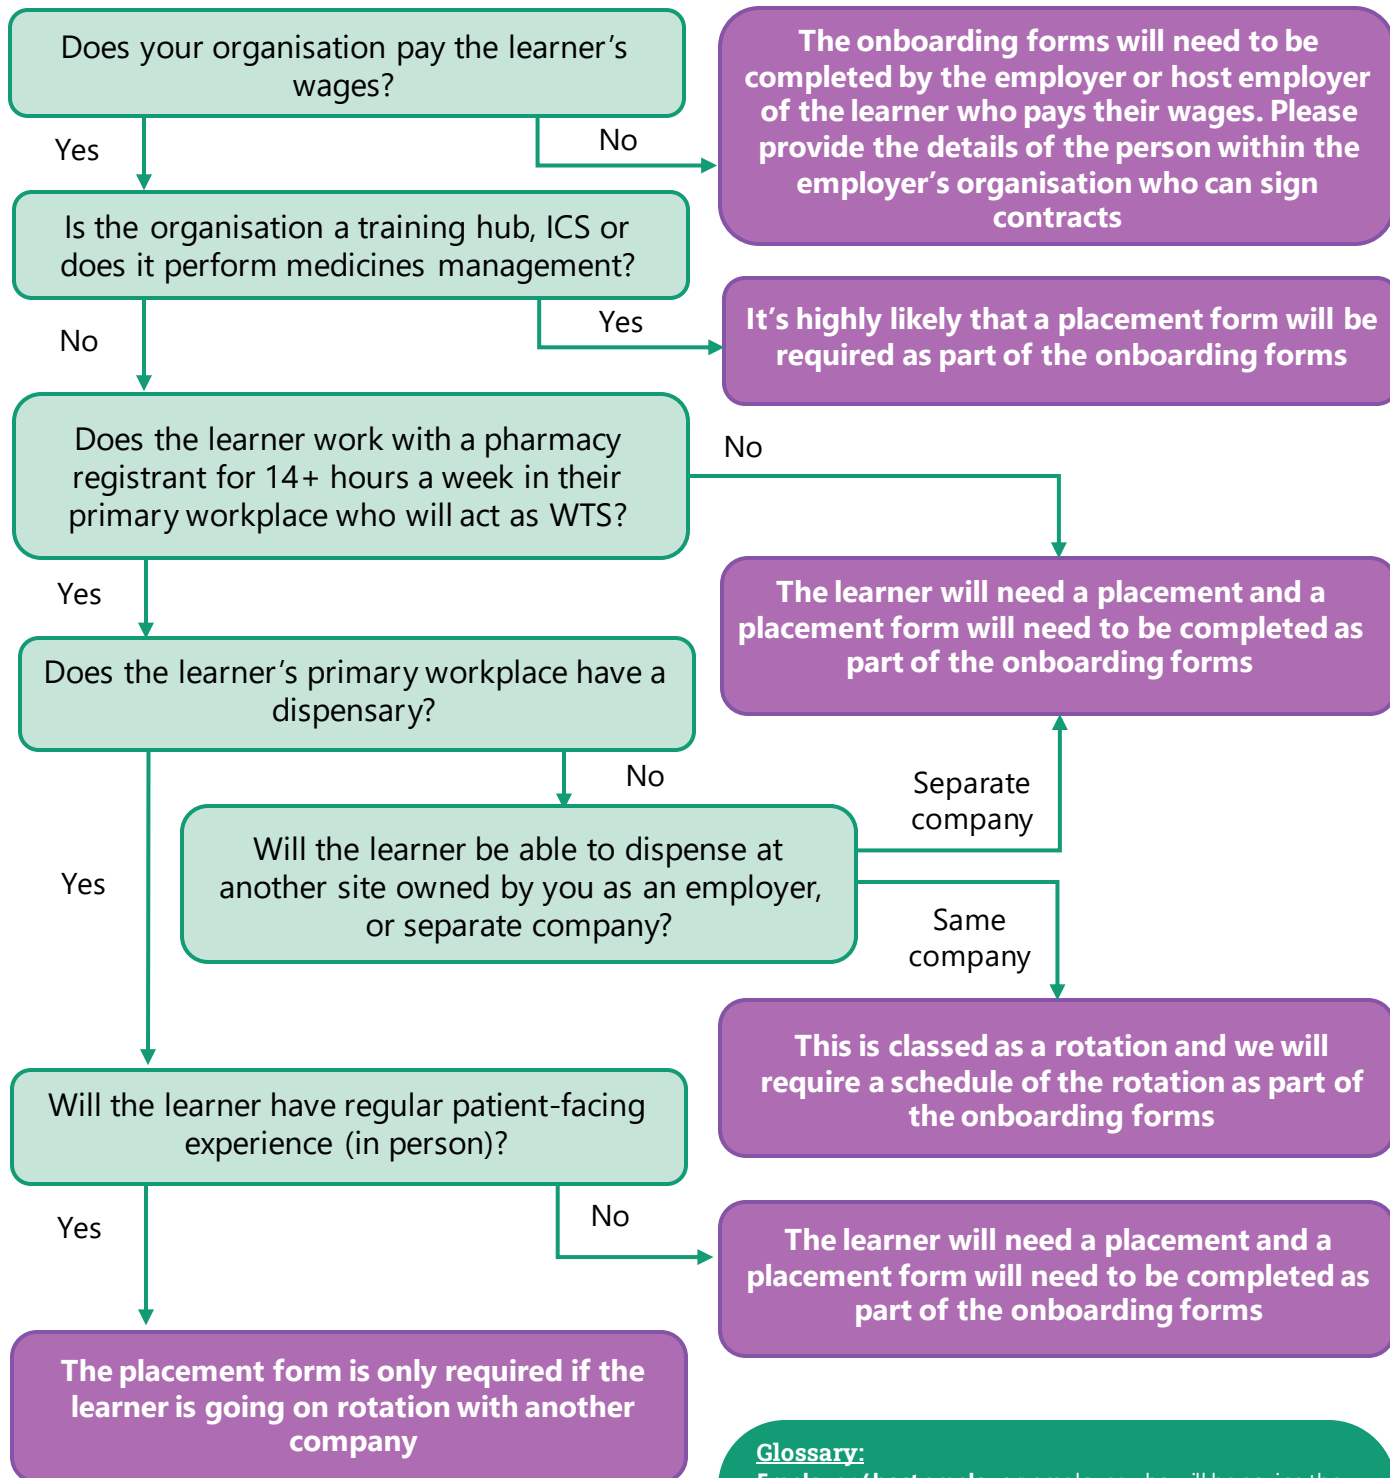 Does your organisation pay the learner's
wages?
The onboarding forms will need to be
completed by the employer or host employer
of the learner who pays their wages. Please
provide the details of the person within the
employer's organisation who can sign
contracts
Yes
No
Is the organisation a training hub, ICS or
does it perform medicines management?
It's highly likely that a placement form will be
required as part of the onboarding forms
No
Yes
Does the learner work with a pharmacy
registrant for 14+ hours a week in their
primary workplace who will act as WTS?
No
Yes
The learner will need a placement and a
placement form will need to be completed as
part of the onboarding forms
Does the learner's primary workplace have a
dispensary?
No
Separate
company
Will the learner be able to dispense at
another site owned by you as an employer,
or separate company?
Yes
Same
company
This is classed as a rotation and we will
require a schedule of the rotation as part of
the onboarding forms
Will the learner have regular patient-facing
experience (in person)?
Yes
No
The learner will need a placement and a
placement form will need to be completed as
part of the onboarding forms
The placement form is only required if the
learner is going on rotation with another
company
Glossary: